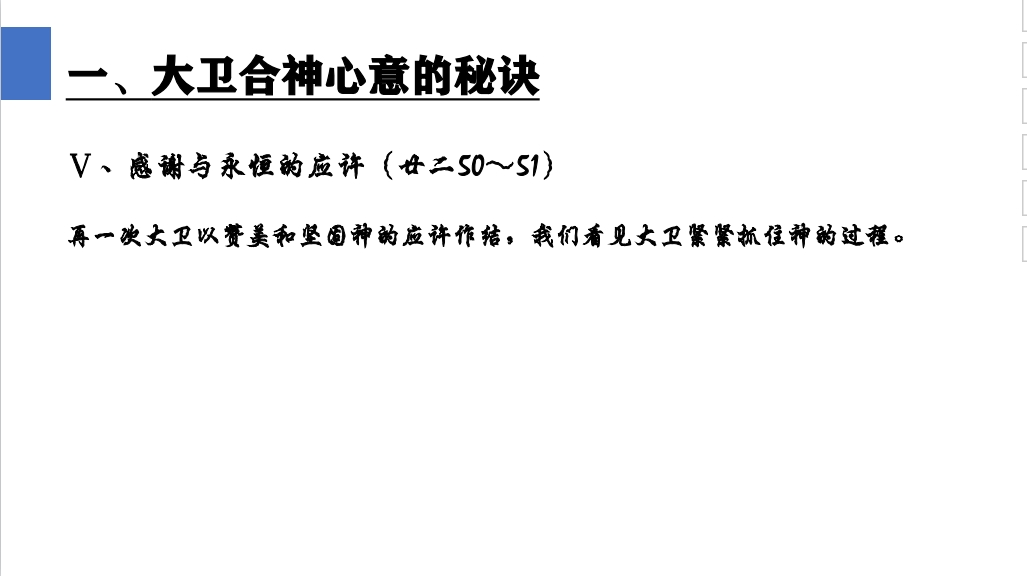 一、大卫合神心意的秘诀
Ⅴ、感谢与永恒的应许（廿二50～51）
再一次大卫以赞美和坚固神的应许作结，我们看见大卫紧紧抓住神的过程。